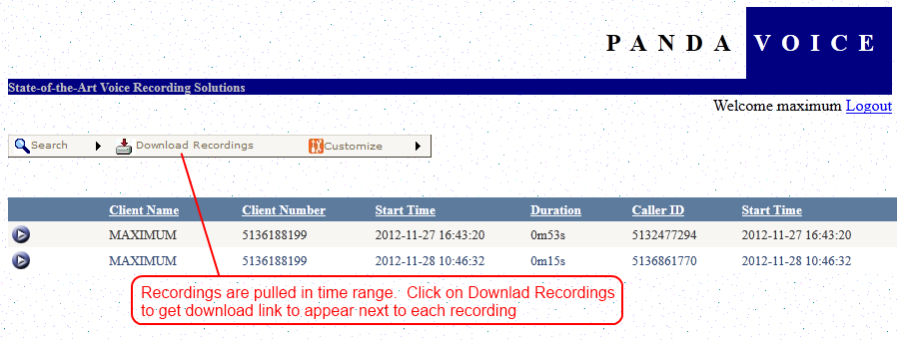 PANDA VOICE
State-of-the-Art Voice Recording Solutions
Welcome maximum Logout
Search Download Recordings Customize
Client Name Client Number Start Time Duration Caller ID Start Time
MAXIMUM 5136188199 2012-11-27 16:43:20 0m53s 5132477294 2012-11-27 16:43:20
MAXIMUM 5136188199 2012-11-28 10:46:32 0m15s 5136861770 2012-11-28 10:46:32
Recordings are pulled in time range. Click on Downlad Recordings
to get download link to appear next to each recording